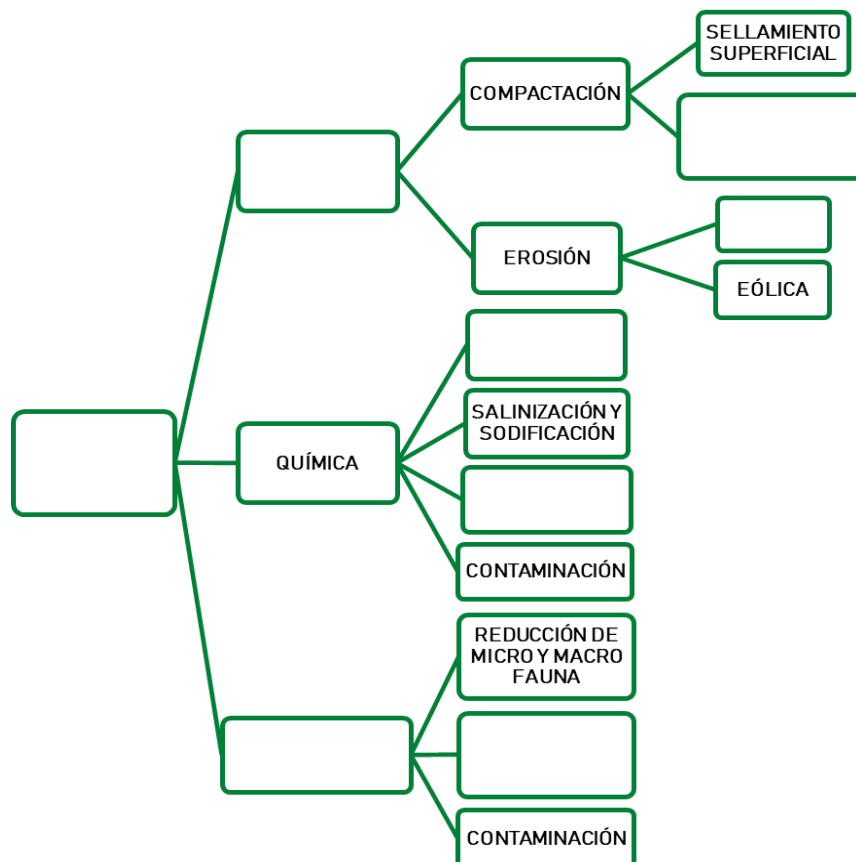 SELLAMIENTO
SUPERFICIAL
COMPACTACIÓN
EROSIÓN
EÓLICA
SALINIZACIÓN Y
SODIFICACIÓN
QUÍMICA
CONTAMINACIÓN
REDUCCIÓN DE
MICRO Y MACRO
FAUNA
CONTAMINACIÓN